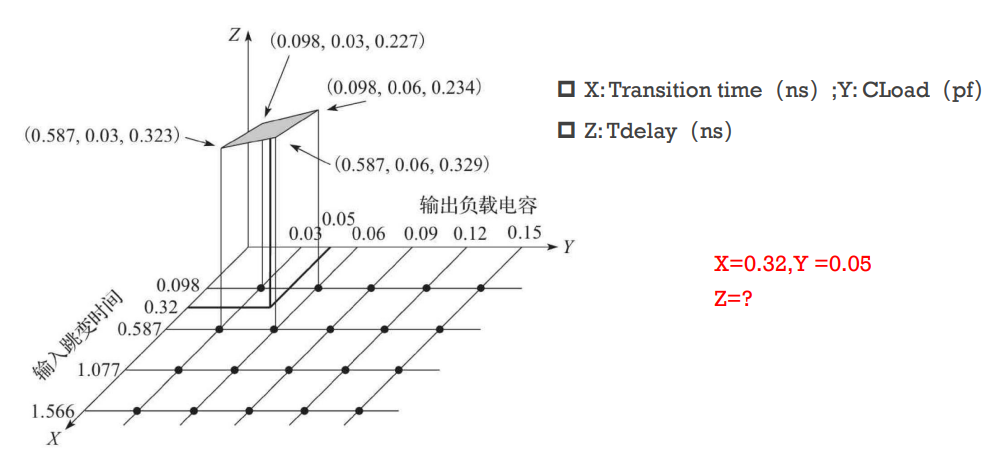 Z
(0.098, 0.03, 0.227)
(0.098, 0.06, 0.234)
(0.587, 0.03, 0.323)
(0.587, 0.06, 0.329)
输出负载电容
0.03
0.05
0.06
0.09
0.12
0.15
Y
0.098
0.32
0.587
1.077
1.566
输入跳变时间
X
X: Transition time（ns）;Y: CLoad（pf）
Z: Tdelay（ns）
X=0.32,Y =0.05
Z=?